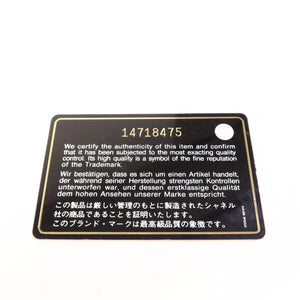 14718475
We certify the authenticity of this item and confirm
that it has been subjected to the most exacting quality
control. Its high quality is a symbol of the fine reputation
of the Trademark.
Wir bestätigen, dass es sich um einen Artikel handelt,
der während seiner Herstellung strengsten Kontrollen
unterworfen war, und dessen erstklassige Qualität
dem hohen Ansehen unserer Marke entspricht.
この製品は厳しい管理のもとに製造されたシャネル
社の商品であることを証明いたします。
このブランド・マークは最高級品の象徴です。